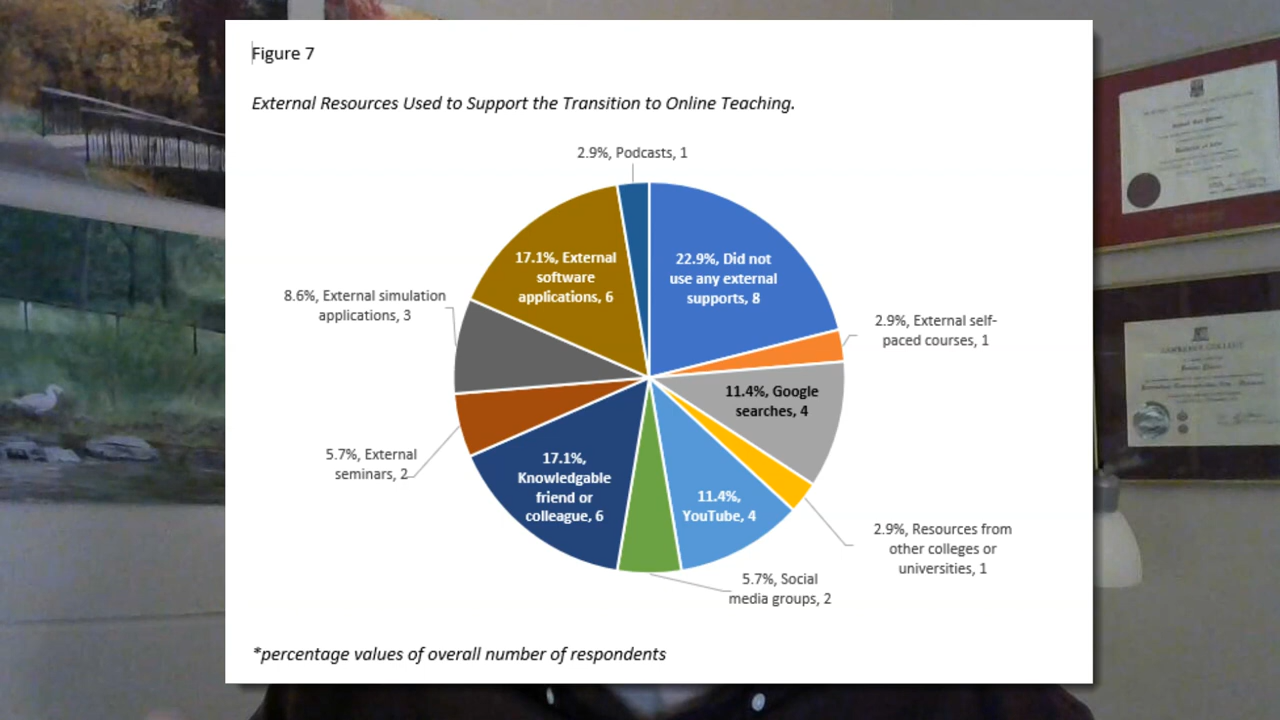 Figure 7
External Resources Used to Support the Transition to Online Teaching.
2.9%, Podcasts, 1
17.1%, External
software
applications, 6
22.9%, Did not
use any external
supports, 8
8.6%, External simulation
applications, 3
2.9%, External self-
paced courses, 1
11.4%, Google
searches, 4
5.7%, External
seminars, 2
17.1%,
Knowledgable
friend or
colleague, 6
11.4%,
YouTube, 4
2.9%, Resources from
other colleges or
universities, 1
5.7%, Social
media groups, 2
*percentage values of overall number of respondents